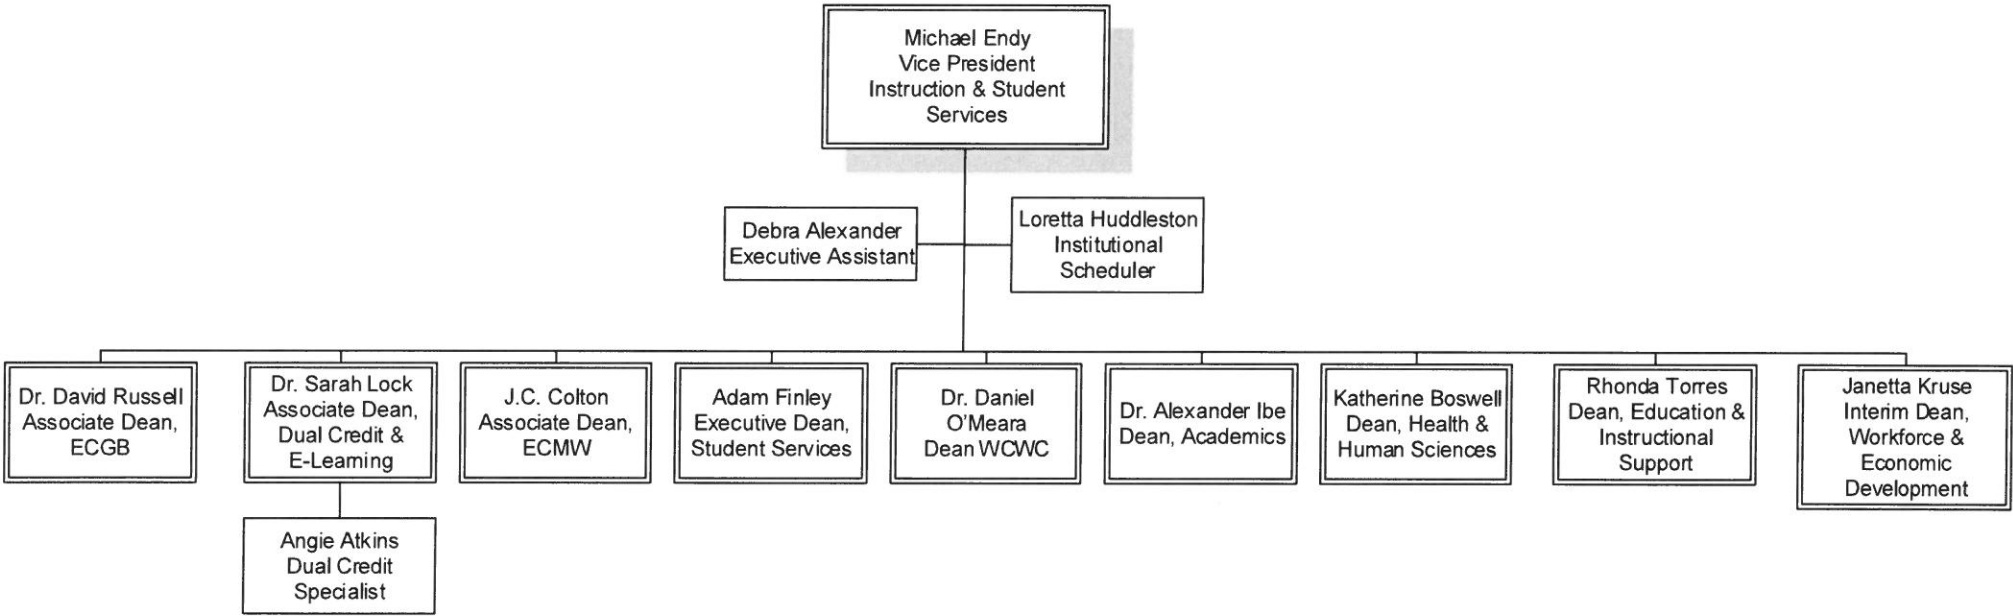 Michael Endy
Vice President
Instruction & Student
Services
Debra Alexander
Executive Assistant
Loretta Huddleston
Institutional
Scheduler
Dr. David Russell
Associate Dean,
ECGB
Dr. Sarah Lock
Associate Dean,
Dual Credit &
E-Learning
J.C. Colton
Associate Dean,
ECMW
Adam Finley
Executive Dean,
Student Services
Dr. Daniel
O'Meara
Dean WCWC
Dr. Alexander Ibe
Dean, Academics
Katherine Boswell
Dean, Health &
Human Sciences
Rhonda Torres
Dean, Education &
Instructional
Support
Janetta Kruse
Interim Dean,
Workforce &
Economic
Development
Angie Atkins
Dual Credit
Specialist